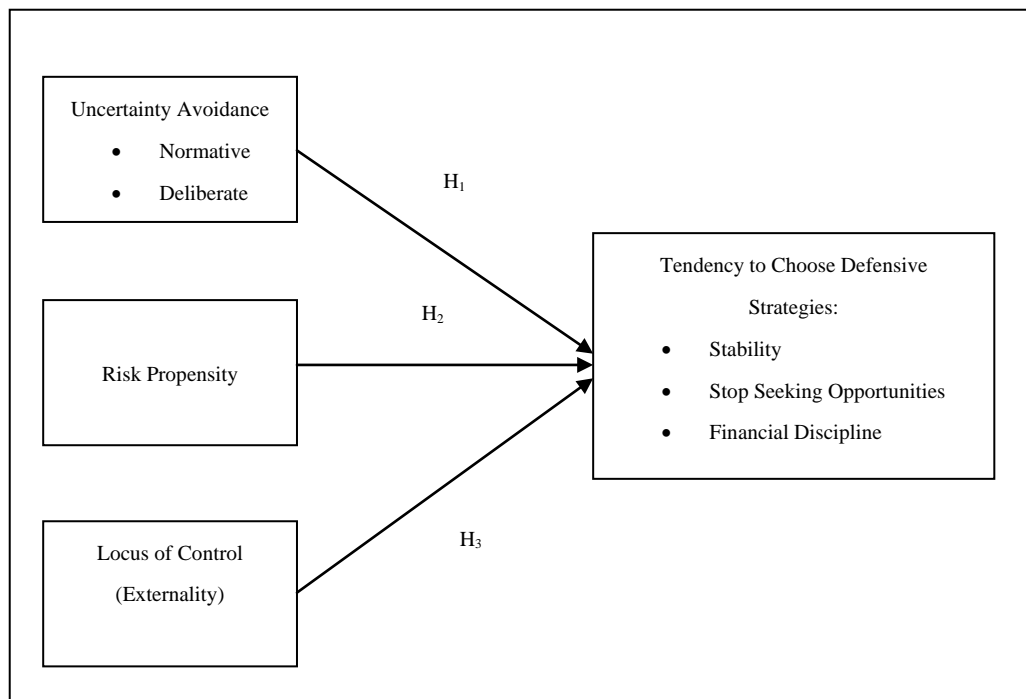 Uncertainty Avoidance
• Normative
• Deliberate
H1
Tendency to Choose Defensive
Strategies:
• Stability
• Stop Seeking Opportunities
• Financial Discipline
H2
Risk Propensity
H3
Locus of Control
(Externality)